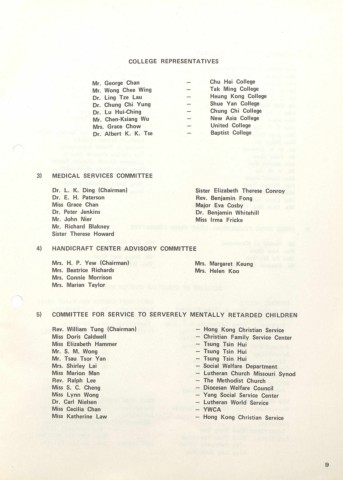 COLLEGE REPRESENTATIVES
Mr. George Chan – Chu Hai College
Mr. Wong Chee Wing – Tak Ming College
Dr. Ling Tze Lau – Heung Kong College
Dr. Chung Chi Yung – Shue Yan College
Dr. Lu Hui-Ching – Chung Chi College
Mr. Chen-Ksiang Wu – New Asia College
Mrs. Grace Chow – United College
Dr. Albert K. K. Tse – Baptist College
3) MEDICAL SERVICES COMMITTEE
Dr. L. K. Ding (Chairman) Sister Elizabeth Therese Conroy
Dr. E. H. Paterson Rev. Benjamin Fong
Miss Grace Chan Major Eva Cosby
Dr. Peter Jenkins Dr. Benjamin Whitehill
Mr. John Nier Miss Irma Fricke
Mr. Richard Blakney
Sister Therese Howard
4) HANDICRAFT CENTER ADVISORY COMMITTEE
Mrs. H. P. Yew (Chairman) Mrs. Margaret Keung
Mrs. Beatrice Richards Mrs. Helen Koo
Mrs. Connie Morrison
Mrs. Marian Taylor
5) COMMITTEE FOR SERVICE TO SERVERELY MENTALLY RETARDED CHILDREN
Rev. William Tung (Chairman) – Hong Kong Christian Service
Miss Doris Caldwell – Christian Family Service Center
Miss Elizabeth Hammer – Tsung Tsin Hui
Mr. S. M. Wong – Tsung Tsin Hui
Mr. Tsau Tsor Yan – Tsung Tsin Hui
Mrs. Shirley Lai – Social Welfare Department
Miss Marion Man – Lutheran Church Missouri Synod
Rev. Ralph Lee – The Methodist Church
Miss S. C. Cheng – Diocesan Welfare Council
Miss Lynn Wong – Yang Social Service Center
Dr. Carl Nielsen – Lutheran World Service
Miss Cecilia Chan – YWCA
Miss Katherine Law – Hong Kong Christian Service
9